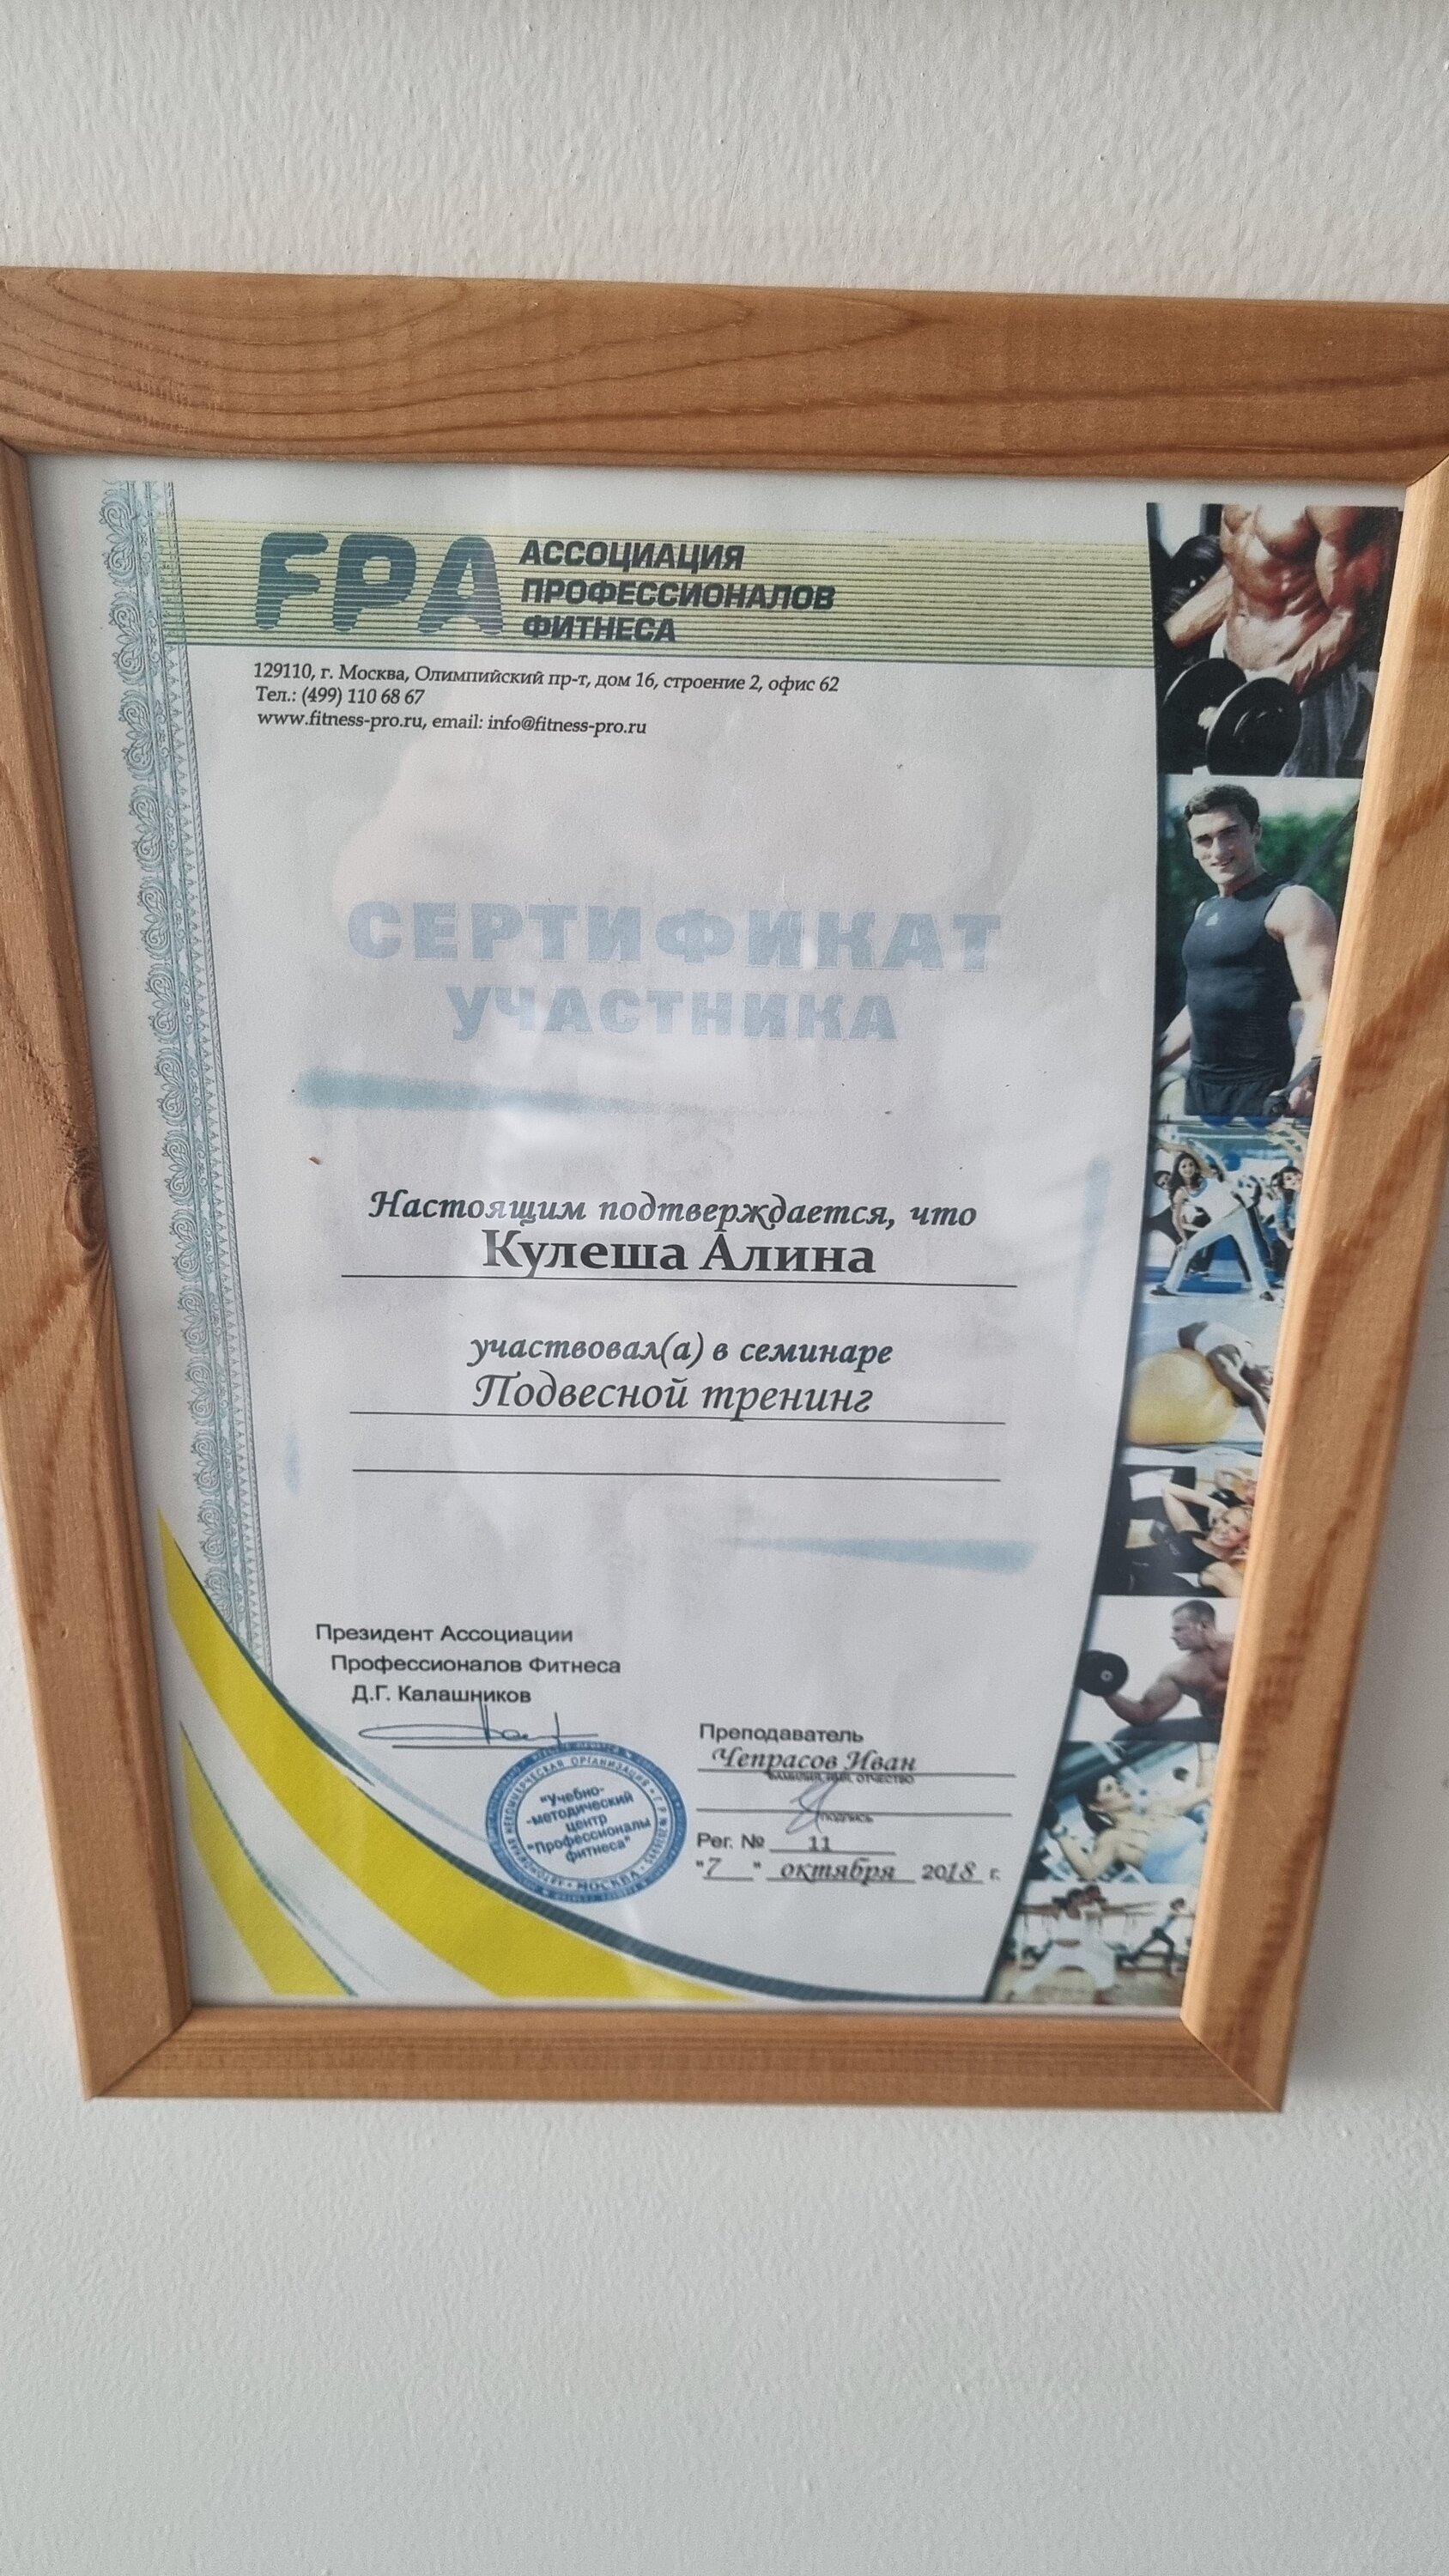 FPA
АССОЦИАЦИЯ
ПРОФЕССИОНАЛОВ
ФИТНЕСА
129110, г. Москва, Олимпийский пр-т, дом 16, строение 2, офис 62
Тел.: (499) 110 68 67
www.fitness-pro.ru, email: info@fitness-pro.ru
СЕРТИФИКАТ
УЧАСТНИКА
Настоящим подтверждается, что
Кулеша Алина
участвовал(а) в семинаре
Подвесной тренинг
Президент Ассоциации
Профессионалов Фитнеса
Д.Г. Калашников
"Учебно-
-методический
центр
"Профессионалы
фитнеса"
МОСКВА
Преподаватель
Чепрасов Иван
фамилия, имя, отчество
подпись
Рег. № 11
"7" октября 2018 г.